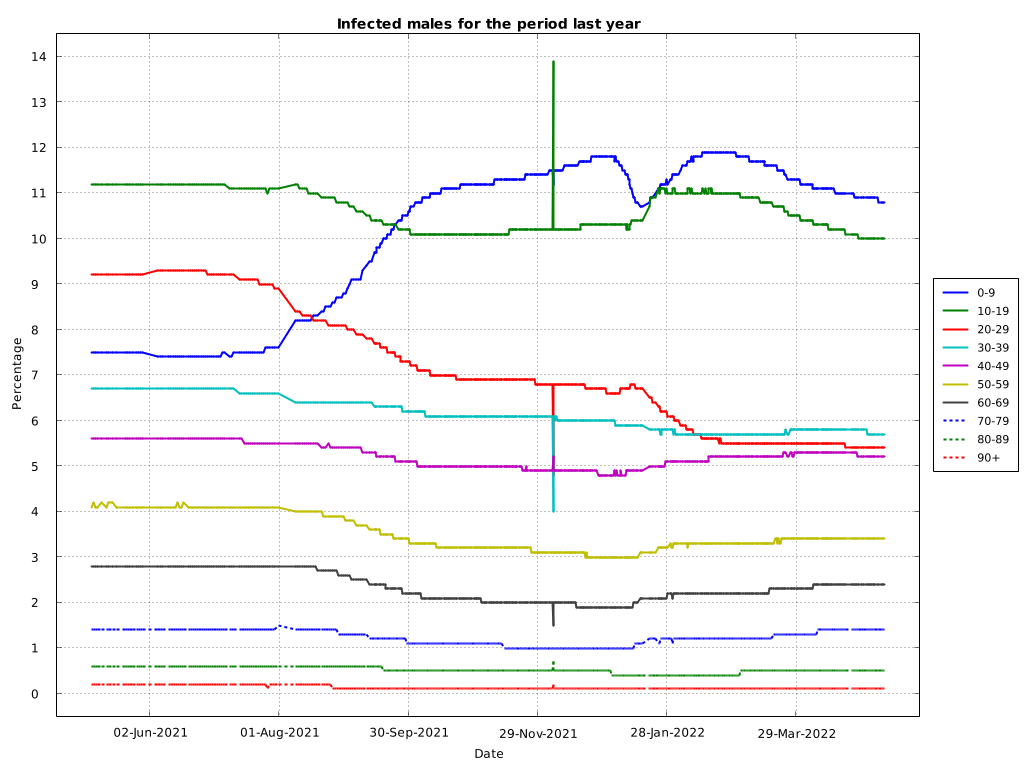 Infected males for the period last year
14
13
12
11
10
9
8
7
6
5
4
3
2
1
0
Percentage
02-Jun-2021
01-Aug-2021
30-Sep-2021
29-Nov-2021
28-Jan-2022
29-Mar-2022
Date
0-9
10-19
20-29
30-39
40-49
50-59
60-69
70-79
80-89
90+